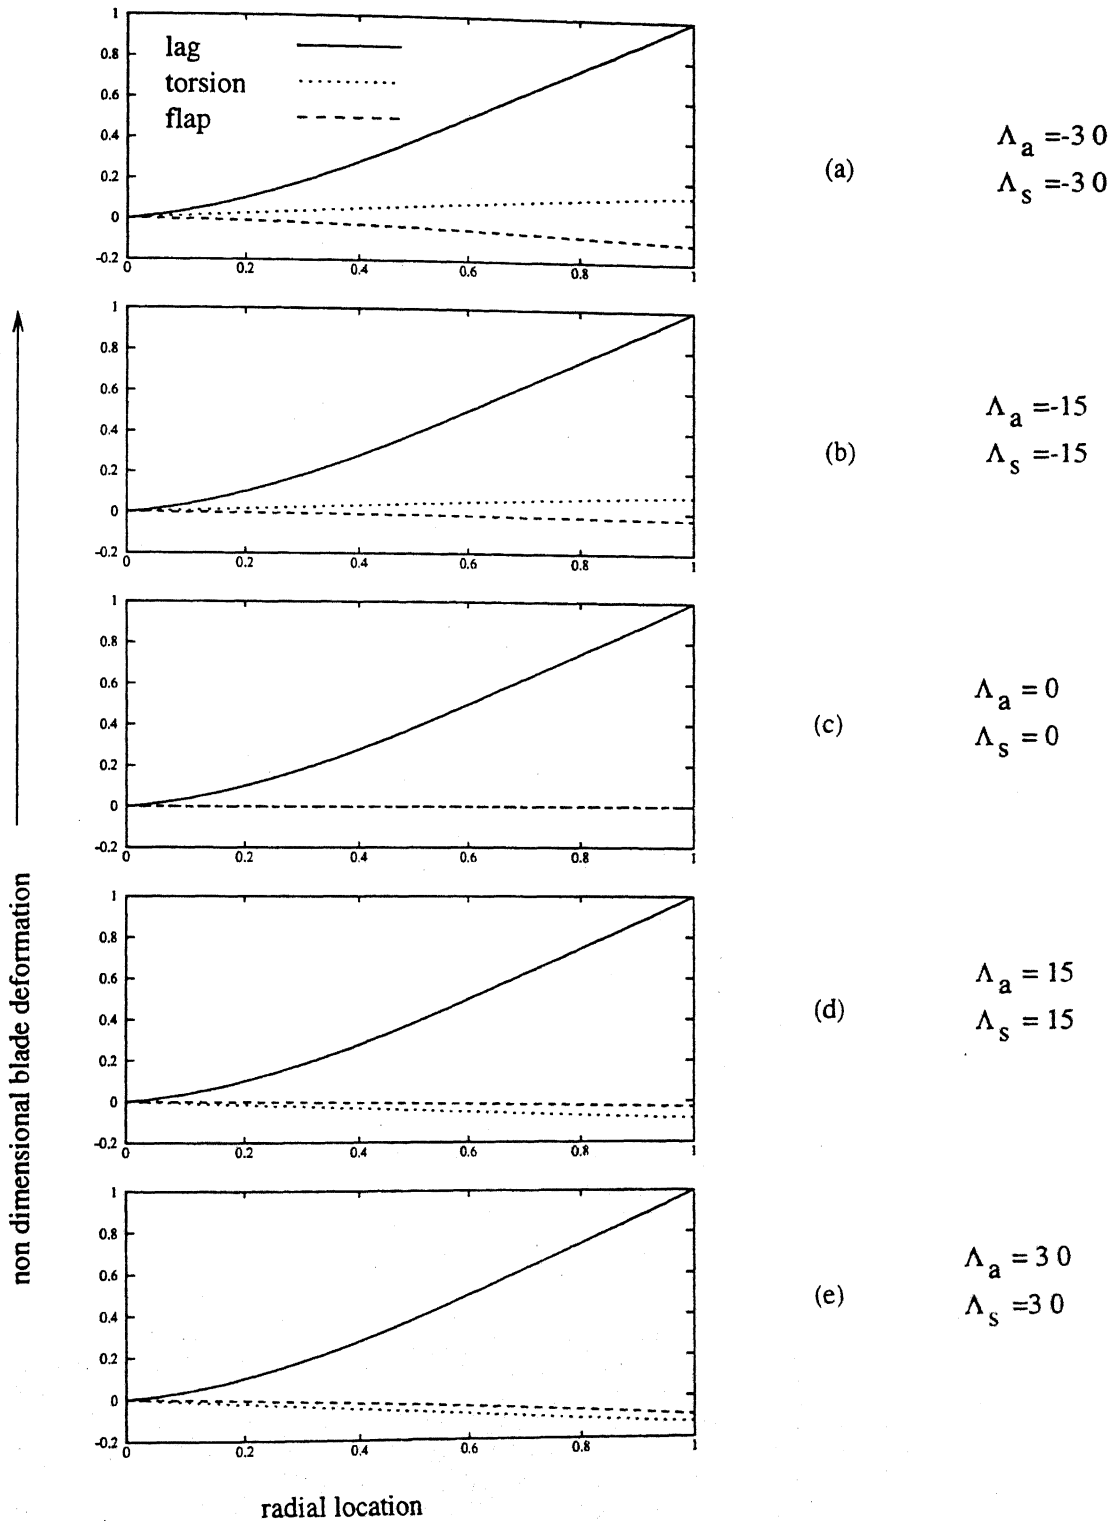 1
0.8
0.6
0.4
0.2
0
-0.2
lag
torsion
flap
0 0.2 0.4 0.6 0.8 1
(a)
Λa =-3 0
Λs =-3 0
1
0.8
0.6
0.4
0.2
0
-0.2
0 0.2 0.4 0.6 0.8 1
(b)
Λa =-15
Λs =-15
1
0.8
0.6
0.4
0.2
0
-0.2
0 0.2 0.4 0.6 0.8 1
(c)
Λa = 0
Λs = 0
1
0.8
0.6
0.4
0.2
0
-0.2
0 0.2 0.4 0.6 0.8 1
(d)
Λa = 15
Λs = 15
1
0.8
0.6
0.4
0.2
0
-0.2
0 0.2 0.4 0.6 0.8 1
(e)
Λa = 3 0
Λs =3 0
non dimensional blade deformation
radial location